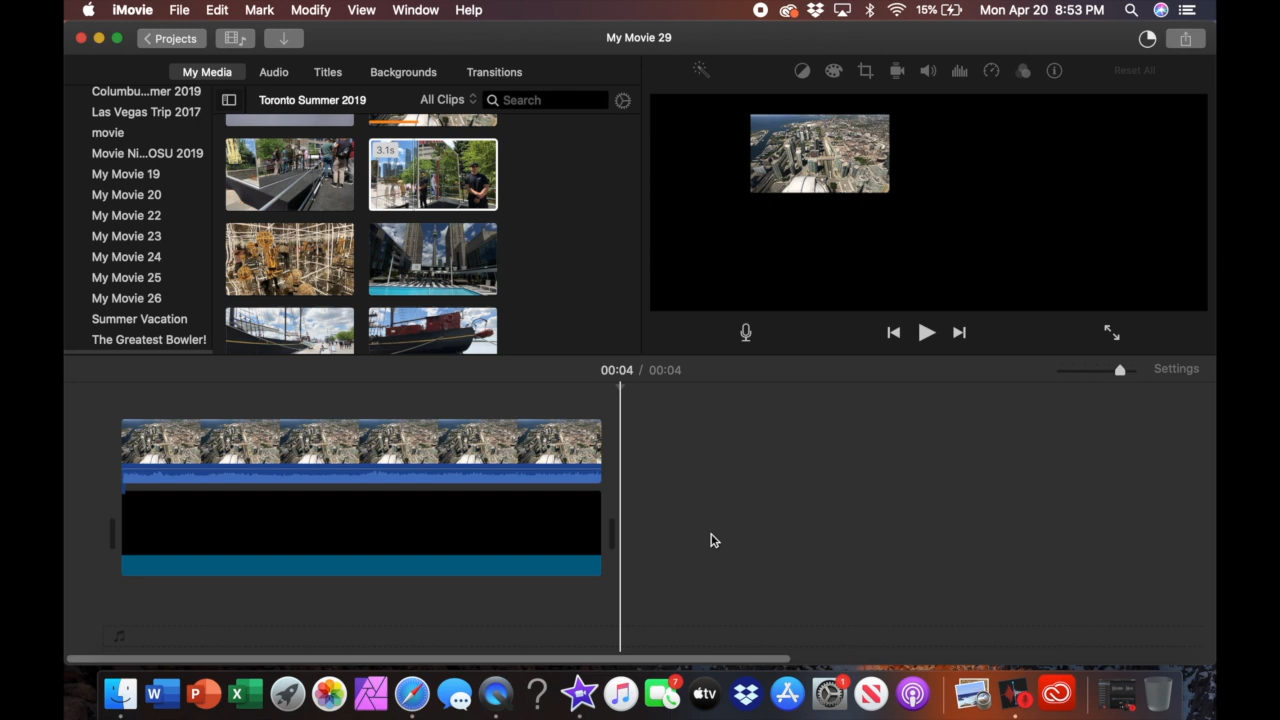 iMovie File Edit Mark Modify View Window Help 15% Mon Apr 20 8:53 PM
Projects My Movie 29
My Media Audio Titles Backgrounds Transitions Reset All
Columbu...mer 2019
Las Vegas Trip 2017
movie
Movie Ni...OSU 2019
My Movie 19
My Movie 20
My Movie 22
My Movie 23
My Movie 24
My Movie 25
My Movie 26
Summer Vacation
The Greatest Bowler!
Toronto Summer 2019 All Clips Search
3.1s
00:04 / 00:04 Settings
W P X ? 7 tv 1 N